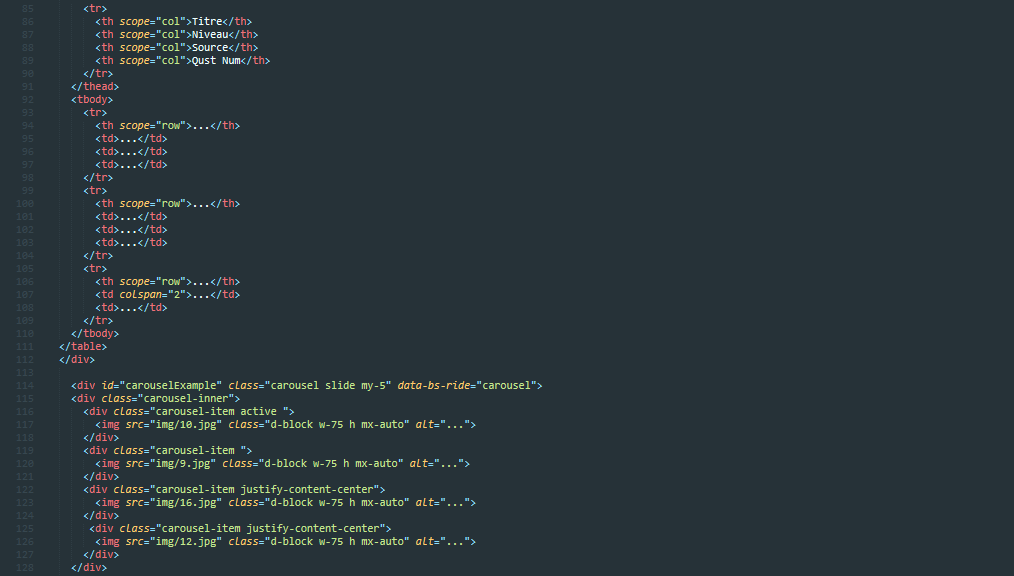 85 <tr>
86 <th scope="col">Titre</th>
87 <th scope="col">Niveau</th>
88 <th scope="col">Source</th>
89 <th scope="col">Qust Num</th>
90 </tr>
91 </thead>
92 <tbody>
93 <tr>
94 <th scope="row">...</th>
95 <td>...</td>
96 <td>...</td>
97 <td>...</td>
98 </tr>
99 <tr>
100 <th scope="row">...</th>
101 <td>...</td>
102 <td>...</td>
103 <td>...</td>
104 </tr>
105 <tr>
106 <th scope="row">...</th>
107 <td colspan="2">...</td>
108 <td>...</td>
109 </tr>
110 </tbody>
111 </table>
112 </div>
113
114 <div id="carouselExample" class="carousel slide my-5" data-bs-ride="carousel">
115 <div class="carousel-inner">
116 <div class="carousel-item active ">
117 <img src="img/10.jpg" class="d-block w-75 h mx-auto" alt="...">
118 </div>
119 <div class="carousel-item ">
120 <img src="img/9.jpg" class="d-block w-75 h mx-auto" alt="...">
121 </div>
122 <div class="carousel-item justify-content-center">
123 <img src="img/16.jpg" class="d-block w-75 h mx-auto" alt="...">
124 </div>
125 <div class="carousel-item justify-content-center">
126 <img src="img/12.jpg" class="d-block w-75 h mx-auto" alt="...">
127 </div>
128 </div>